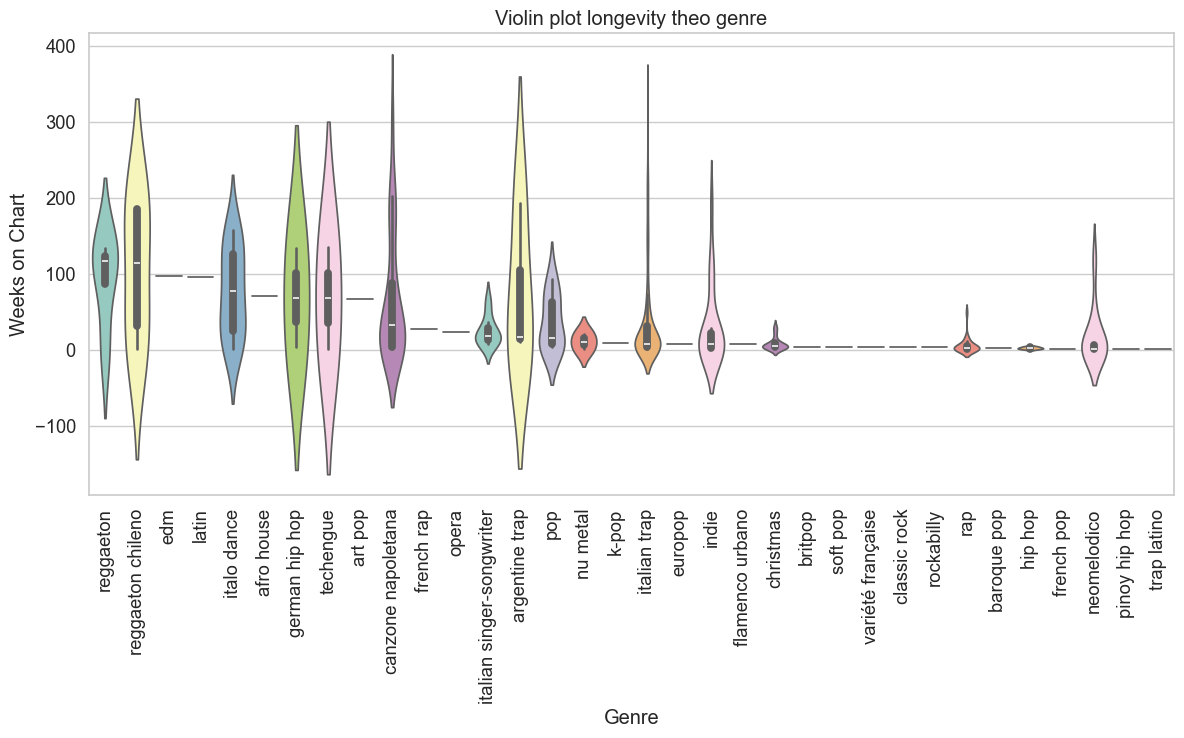 Violin plot longevity theo genre
Weeks on Chart
400
300
200
100
0
−100
reggaeton
reggaeton chileno
edm
latin
italo dance
afro house
german hip hop
techengue
art pop
canzone napoletana
french rap
opera
italian singer-songwriter
argentine trap
pop
nu metal
k-pop
italian trap
europop
indie
flamenco urbano
christmas
britpop
soft pop
variété française
classic rock
rockabilly
rap
baroque pop
hip hop
french pop
neomelodico
pinoy hip hop
trap latino
Genre